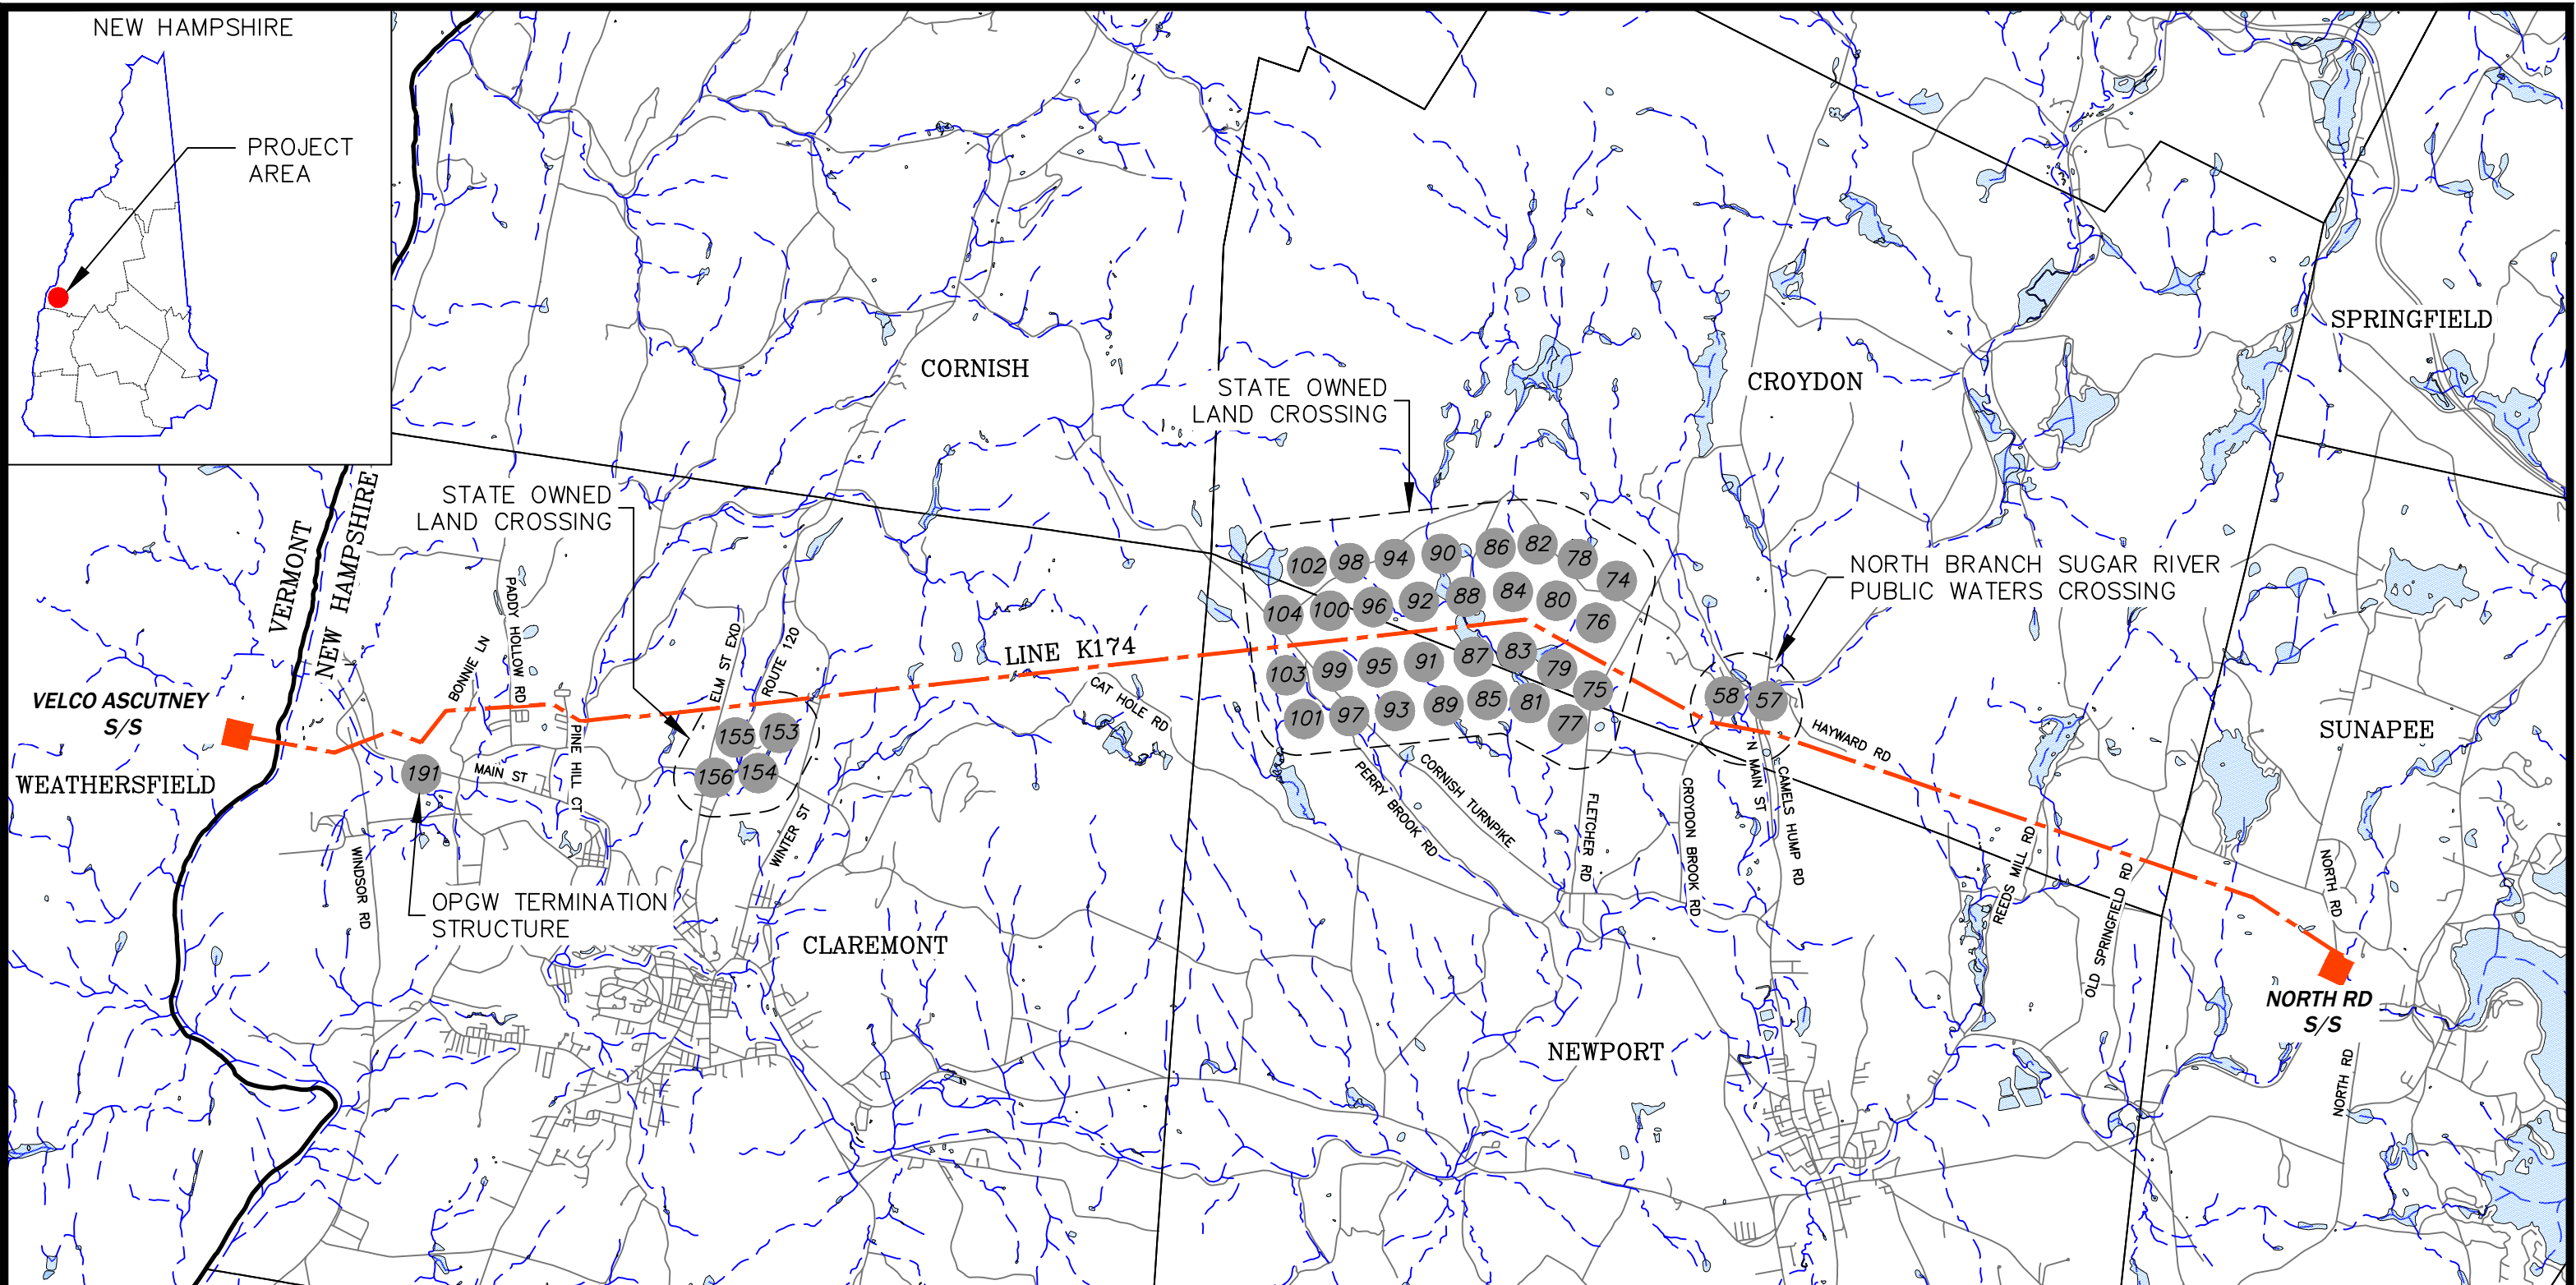 NEW HAMPSHIRE
PROJECT
AREA
CORNISH
STATE OWNED
LAND CROSSING
CROYDON
SPRINGFIELD
STATE OWNED
LAND CROSSING
VERMONT
NEW HAMPSHIRE
NORTH BRANCH SUGAR RIVER
PUBLIC WATERS CROSSING
102 98 94 90 86 82 78 74
104 100 96 92 88 84 80 76
103 99 95 91 87 83 79 75
101 97 93 89 85 81 77
58 57
PADDY HOLLOW RD
BONNIE LN
ELM ST EXD
ROUTE 120
LINE K174
CAT HOLE RD
VELCO ASCUTNEY
S/S
WEATHERSFIELD
191
MAIN ST
PINE HILL CT
155 153
156 154
WINTER ST
WINDSOR RD
OPGW TERMINATION
STRUCTURE
CLAREMONT
PERRY BROOK RD
CORNISH TURNPIKE
FLETCHER RD
CROYDON BROOK RD
N MAIN ST
CAMELS HUMP RD
HAYWARD RD
REEDS MILL RD
OLD SPRINGFIELD RD
SUNAPEE
NORTH RD
NORTH RD
S/S
NEWPORT
NORTH RD